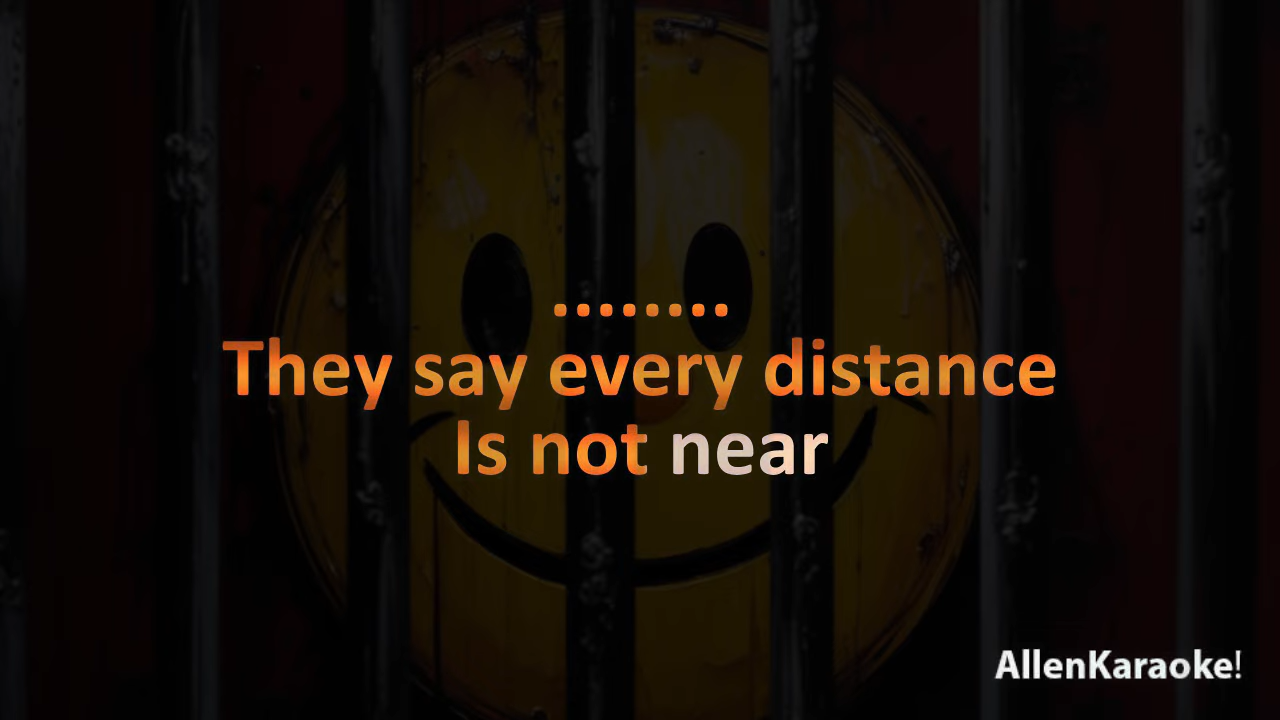 ........
They say every distance
Is not near
AllenKaraoke!